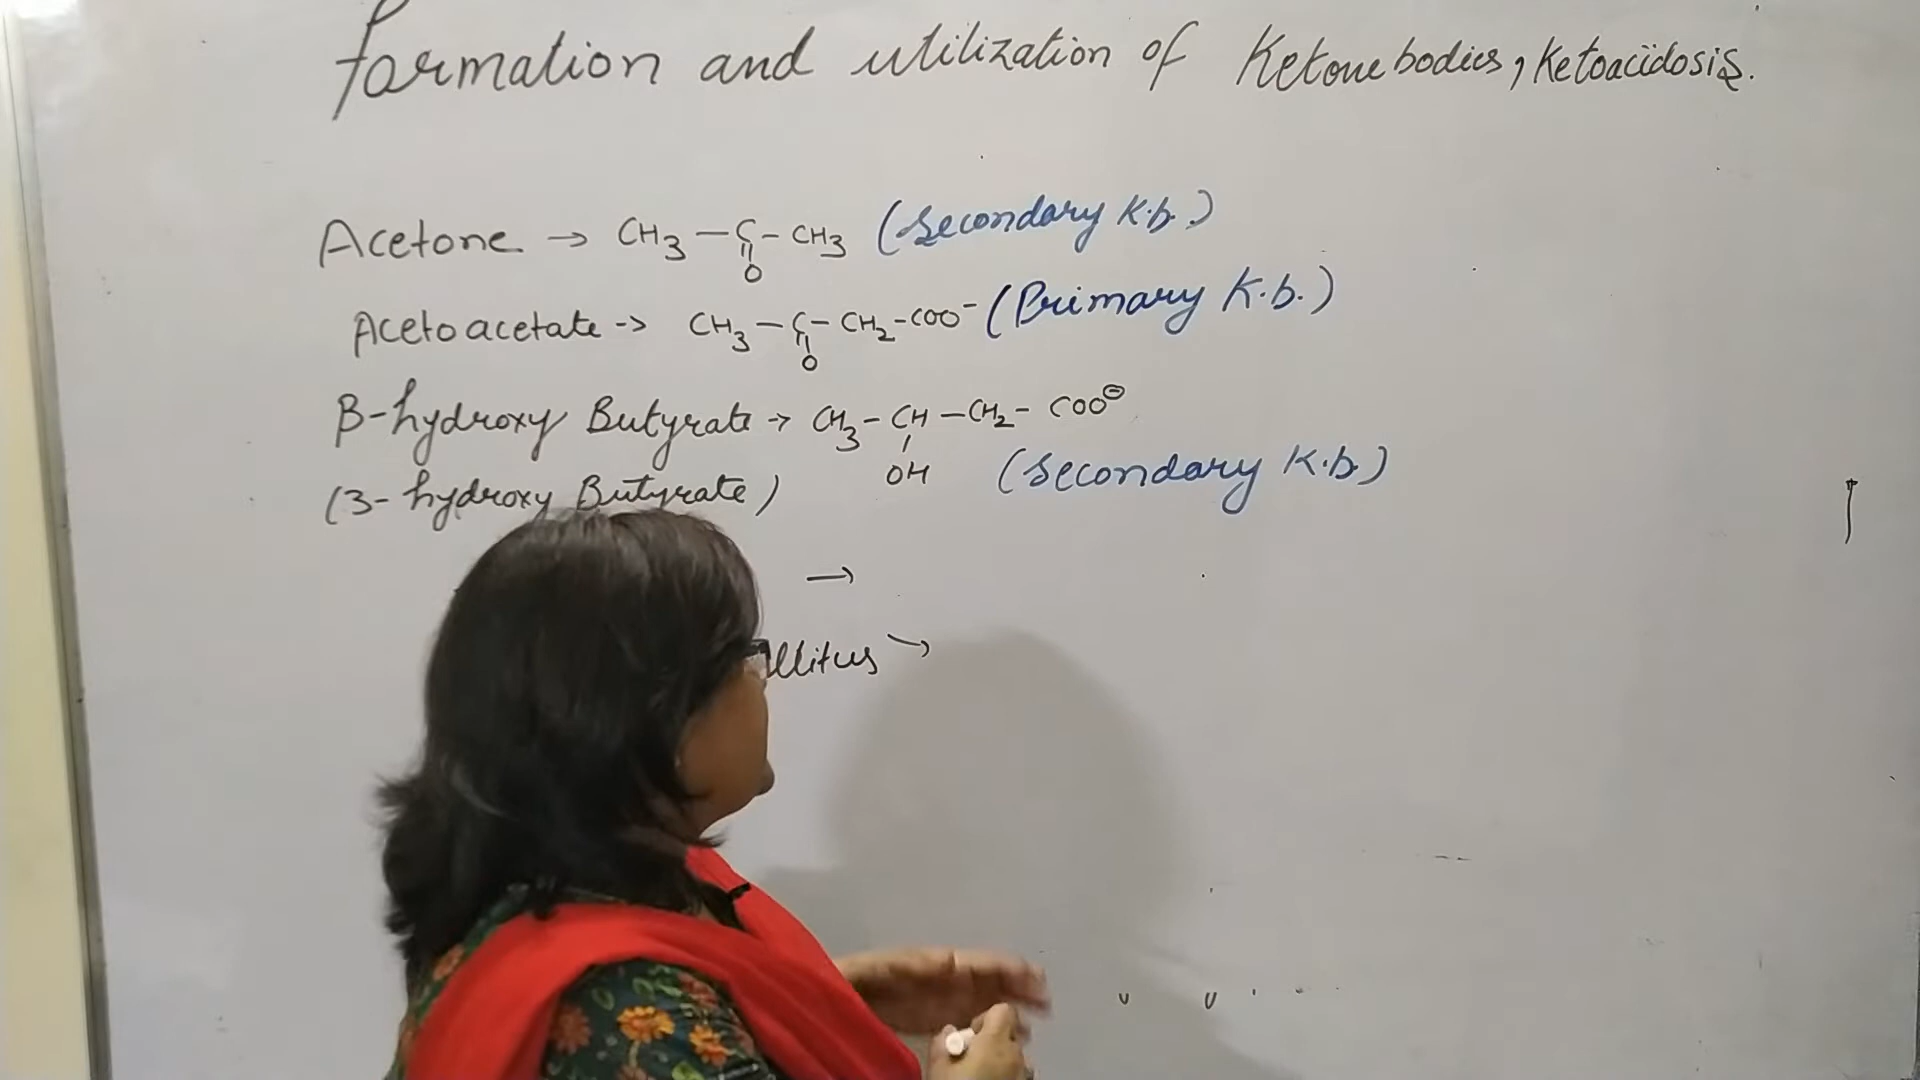 Formation and utilization of Ketone bodies, Ketoacidosis.
Acetone → CH3 – C – CH3 (Secondary K.b.)
O
Acetoacetate → CH3 – C – CH2 – COO⁻ (Primary K.b.)
O
β-hydroxy Butyrate → CH3 – CH – CH2 – COO⊖
OH (Secondary K.b.)
(3-hydroxy Butyrate)
→
→